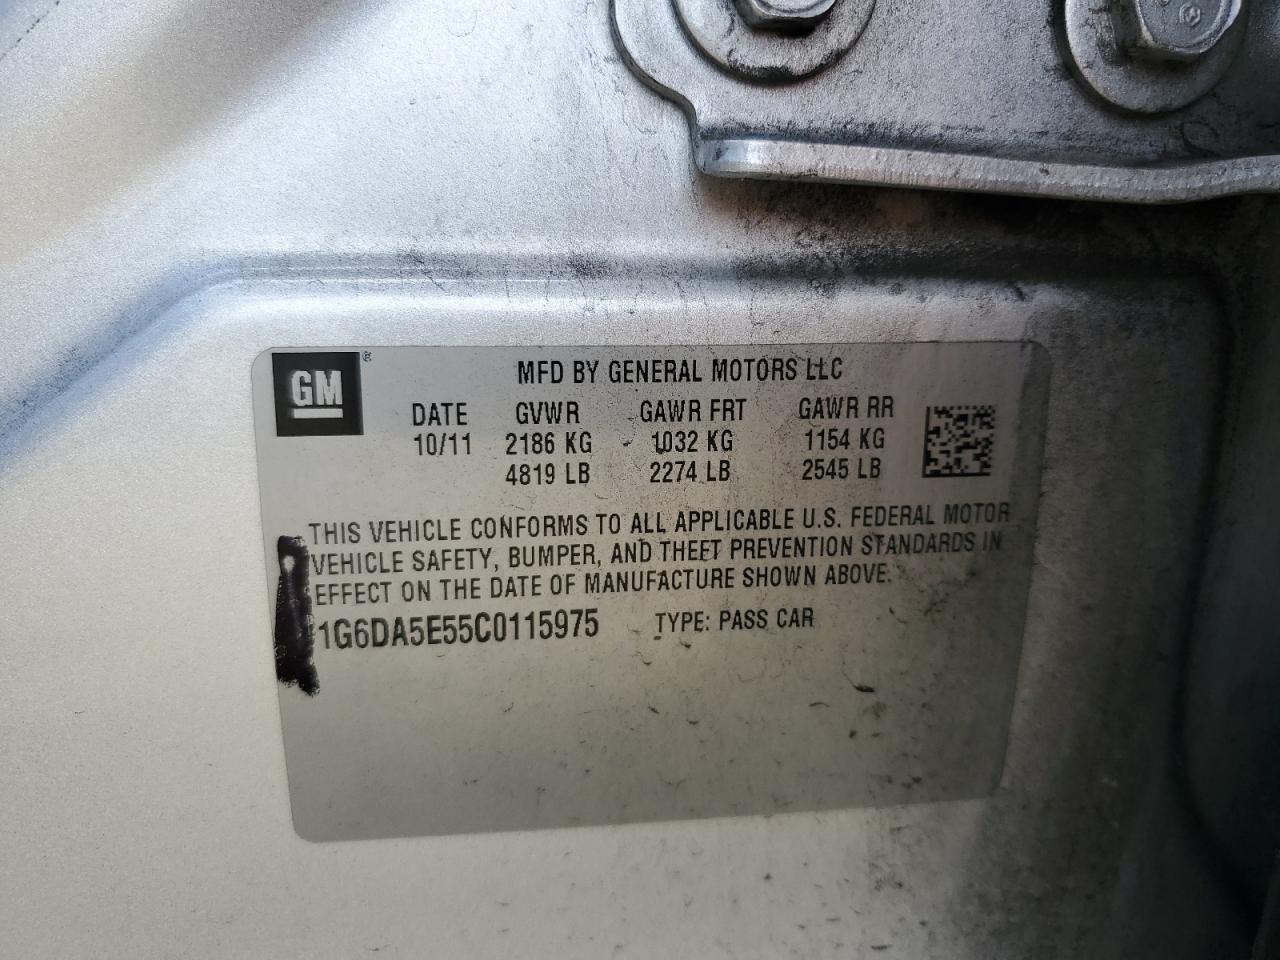 GM ®
MFD BY GENERAL MOTORS LLC
DATE GVWR GAWR FRT GAWR RR
10/11 2186 KG 1032 KG 1154 KG
4819 LB 2274 LB 2545 LB
THIS VEHICLE CONFORMS TO ALL APPLICABLE U.S. FEDERAL MOTOR
VEHICLE SAFETY, BUMPER, AND THEFT PREVENTION STANDARDS IN
EFFECT ON THE DATE OF MANUFACTURE SHOWN ABOVE.
1G6DA5E55C0115975 TYPE: PASS CAR